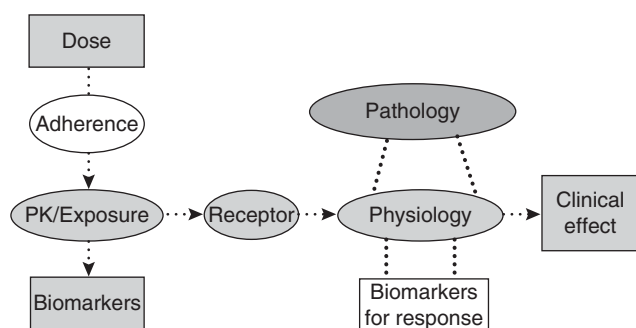 Dose
Adherence
Pathology
PK/Exposure
Receptor
Physiology
Clinical
effect
Biomarkers
Biomarkers
for response